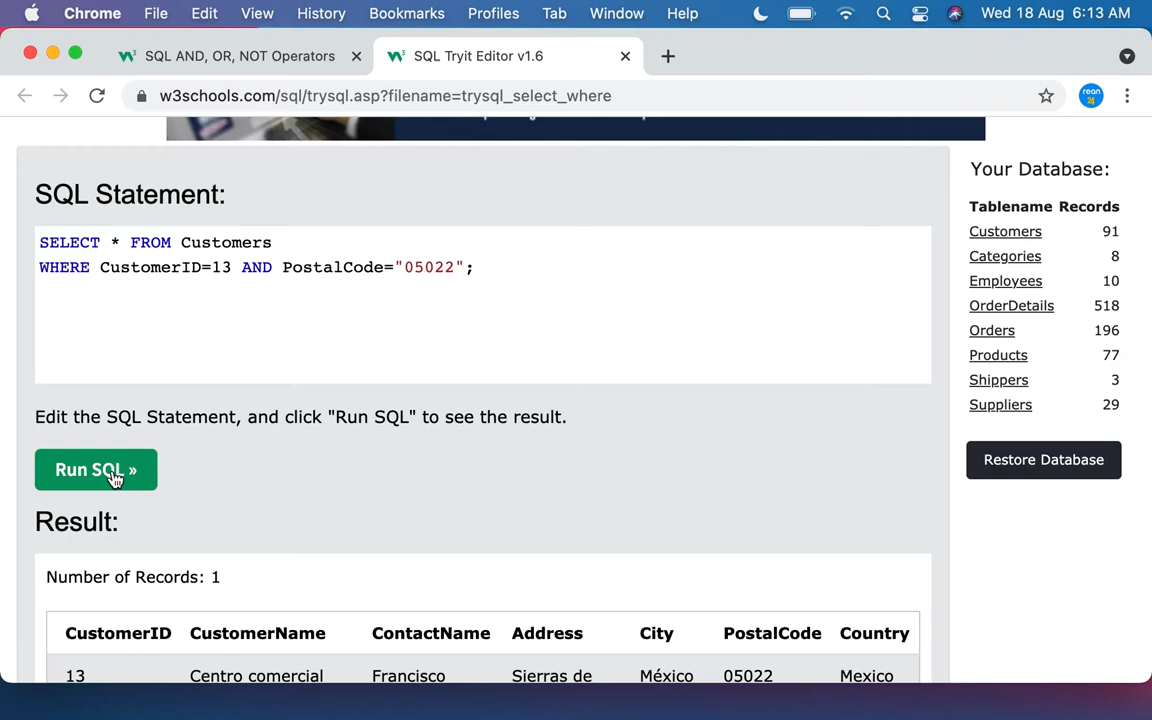 Chrome File Edit View History Bookmarks Profiles Tab Window Help Wed 18 Aug 6:13 AM
SQL AND, OR, NOT Operators SQL Tryit Editor v1.6
w3schools.com/sql/trysql.asp?filename=trysql_select_where
rean
24
SQL Statement:
SELECT * FROM Customers
WHERE CustomerID=13 AND PostalCode="05022";
Edit the SQL Statement, and click "Run SQL" to see the result.
Run SQL »
Result:
Number of Records: 1
CustomerID CustomerName ContactName Address City PostalCode Country
13 Centro comercial Francisco Sierras de México 05022 Mexico
Your Database:
Tablename Records
Customers 91
Categories 8
Employees 10
OrderDetails 518
Orders 196
Products 77
Shippers 3
Suppliers 29
Restore Database